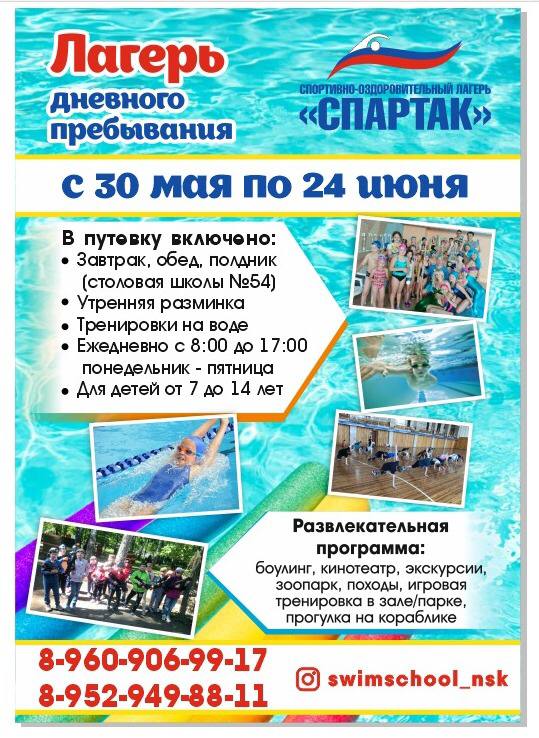 Лагерь
дневного
пребывания
СПОРТИВНО-ОЗДОРОВИТЕЛЬНЫЙ ЛАГЕРЬ
«СПАРТАК»
с 30 мая по 24 июня
В путевку включено:
• Завтрак, обед, полдник
(столовая школы №54)
• Утренняя разминка
• Тренировки на воде
• Ежедневно с 8:00 до 17:00
понедельник - пятница
• Для детей от 7 до 14 лет
Развлекательная
программа:
боулинг, кинотеатр, экскурсии,
зоопарк, походы, игровая
тренировка в зале/парке,
прогулка на кораблике
8-960-906-99-17
8-952-949-88-11
swimschool_nsk